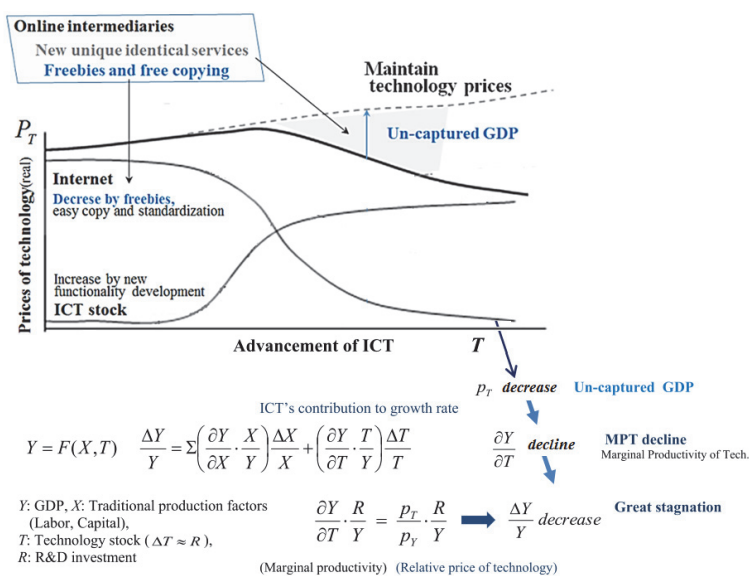 Online intermediaries
New unique identical services
Freebies and free copying
Maintain
technology prices
P_T
Un-captured GDP
Internet
Decrese by freebies,
easy copy and standardization
Prices of technology(real)
Increase by new
functionality development
ICT stock
Advancement of ICT T
p_T decrease Un-captured GDP
ICT's contribution to growth rate
Y = F(X,T) ΔY/Y = Σ(∂Y/∂X · X/Y) ΔX/X + (∂Y/∂T · T/Y) ΔT/T
∂Y/∂T decline MPT decline
Marginal Productivity of Tech.
Y: GDP, X: Traditional production factors
(Labor, Capital),
T: Technology stock (ΔT ≈ R),
R: R&D investment
∂Y/∂T · R/Y = p_T/p_Y · R/Y ΔY/Y decrease Great stagnation
(Marginal productivity) (Relative price of technology)